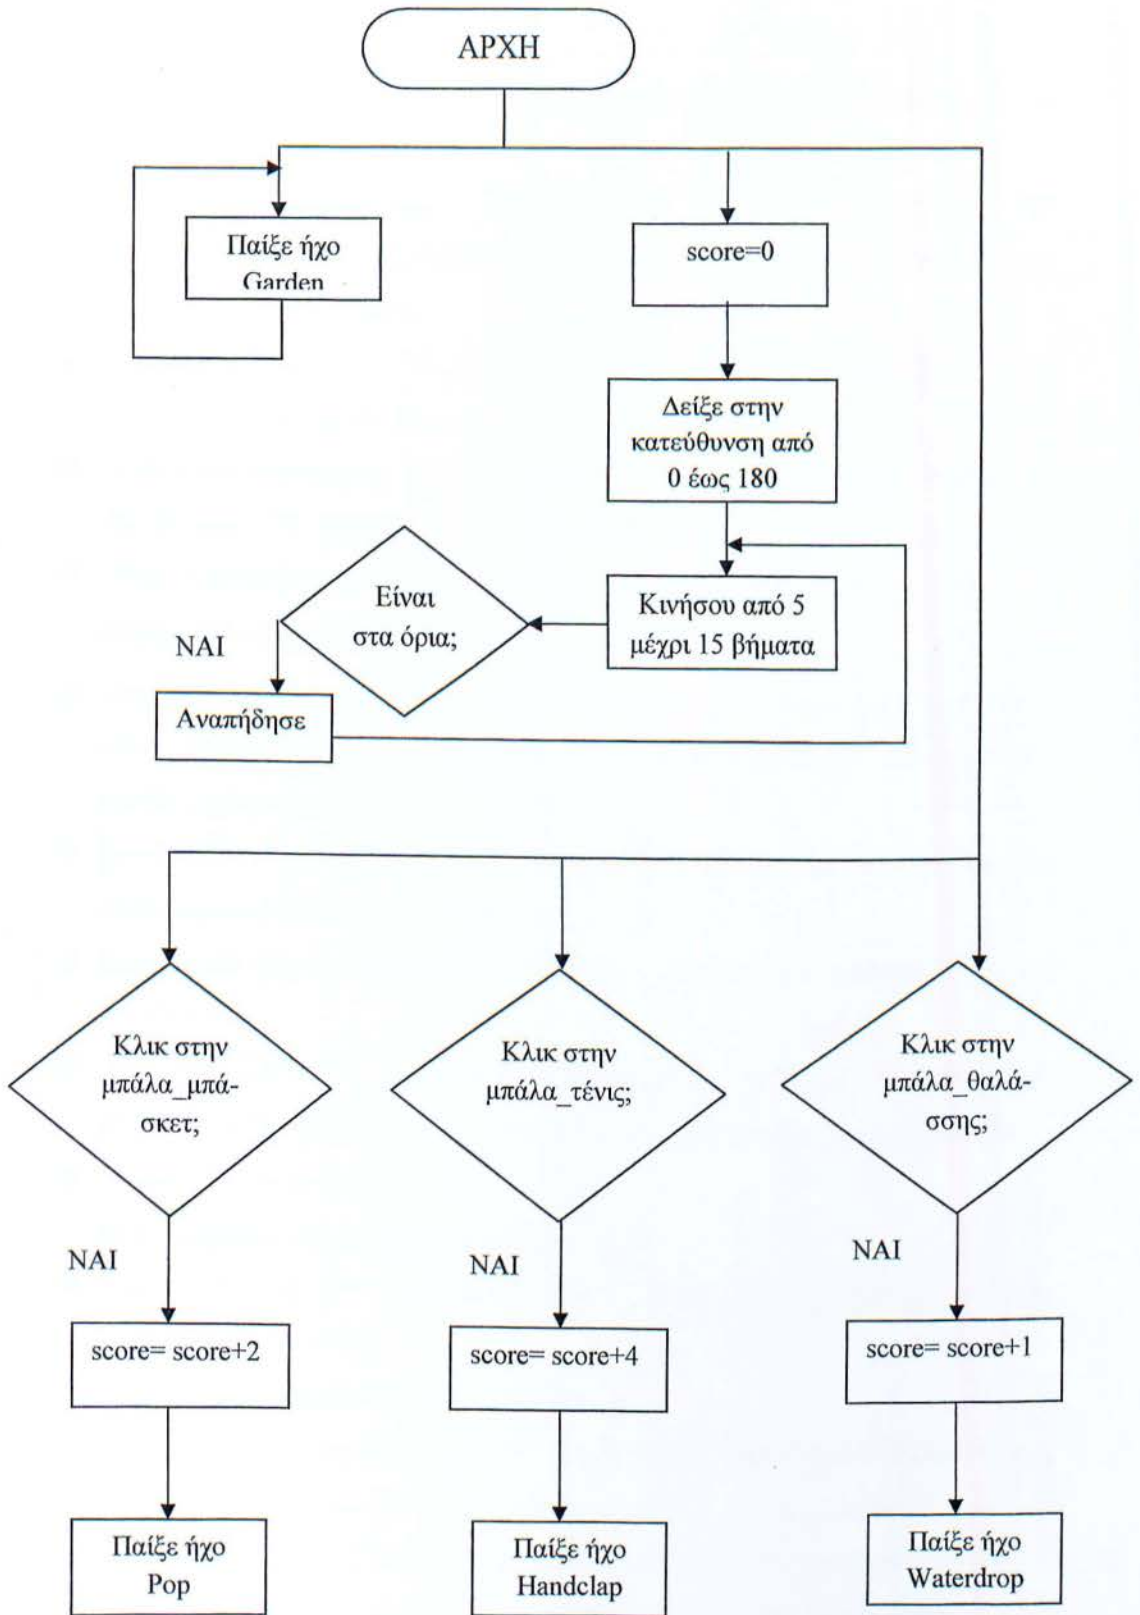 ΑΡΧΗ
Παίξε ήχο
Garden
score=0
Δείξε στην
κατεύθυνση από
0 έως 180
Κινήσου από 5
μέχρι 15 βήματα
Είναι
στα όρια;
ΝΑΙ
Αναπήδησε
Κλικ στην
μπάλα_μπά-
σκετ;
Κλικ στην
μπάλα_τένις;
Κλικ στην
μπάλα_θαλά-
σσης;
ΝΑΙ
ΝΑΙ
ΝΑΙ
score= score+2
score= score+4
score= score+1
Παίξε ήχο
Pop
Παίξε ήχο
Handclap
Παίξε ήχο
Waterdrop